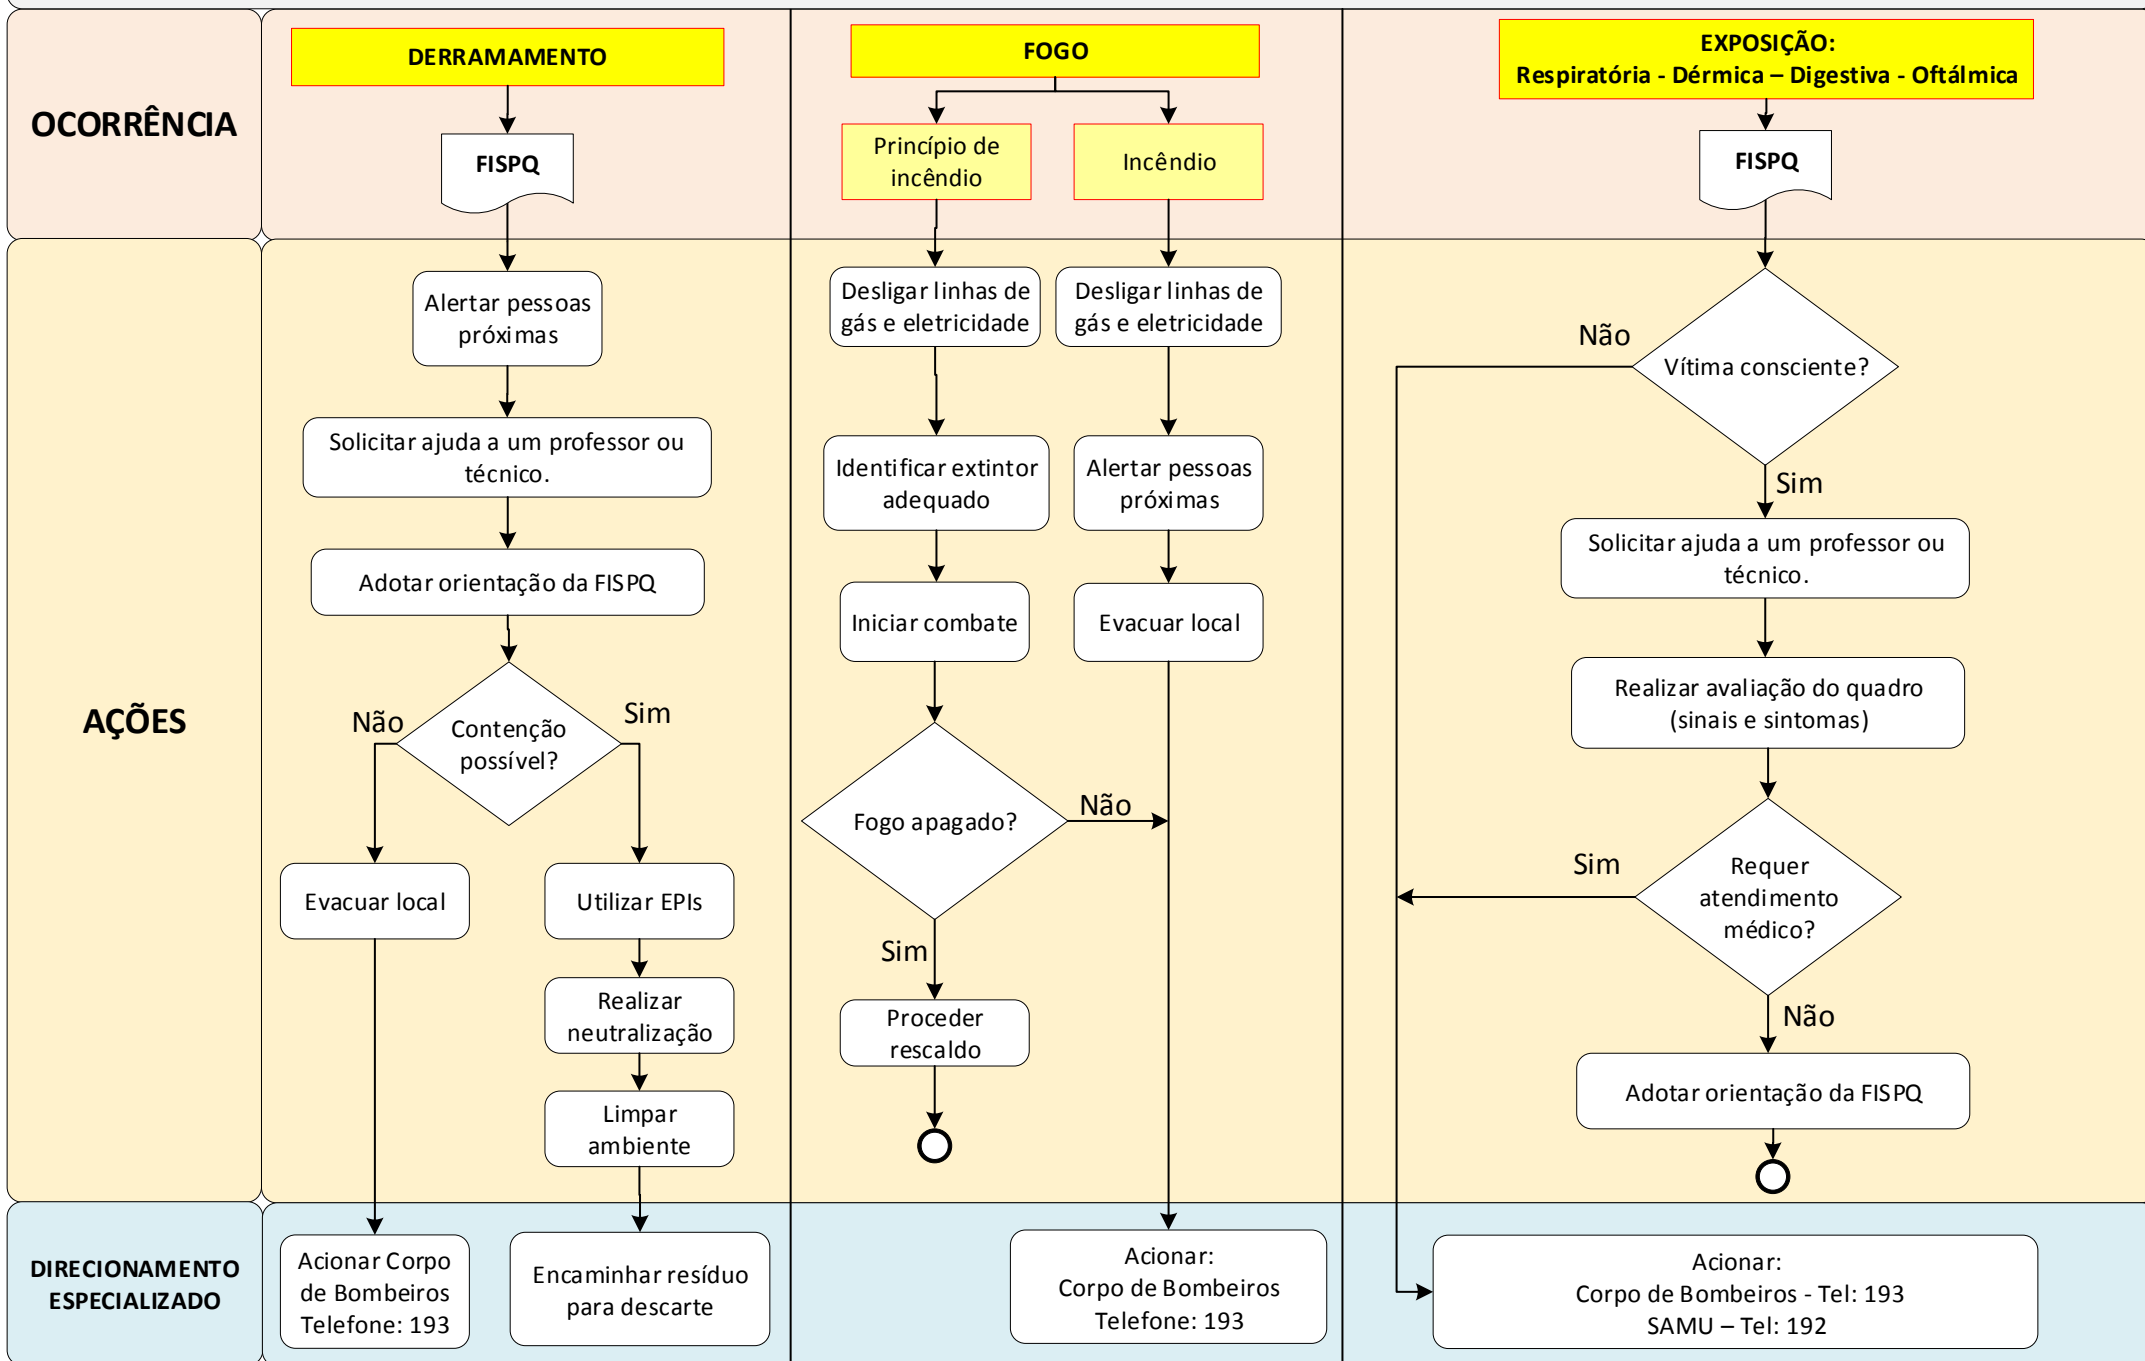 OCORRÊNCIA
DERRAMAMENTO
FISPQ
FOGO
Princípio de
incêndio
Incêndio
EXPOSIÇÃO:
Respiratória - Dérmica – Digestiva - Oftálmica
FISPQ
AÇÕES
Alertar pessoas
próximas
Solicitar ajuda a um professor ou
técnico.
Adotar orientação da FISPQ
Contenção
possível?
Não
Sim
Evacuar local
Utilizar EPIs
Realizar
neutralização
Limpar
ambiente
Desligar linhas de
gás e eletricidade
Identificar extintor
adequado
Iniciar combate
Fogo apagado?
Não
Sim
Proceder
rescaldo
Desligar linhas de
gás e eletricidade
Alertar pessoas
próximas
Evacuar local
Vítima consciente?
Não
Sim
Solicitar ajuda a um professor ou
técnico.
Realizar avaliação do quadro
(sinais e sintomas)
Requer
atendimento
médico?
Sim
Não
Adotar orientação da FISPQ
DIRECIONAMENTO
ESPECIALIZADO
Acionar Corpo
de Bombeiros
Telefone: 193
Encaminhar resíduo
para descarte
Acionar:
Corpo de Bombeiros
Telefone: 193
Acionar:
Corpo de Bombeiros - Tel: 193
SAMU – Tel: 192